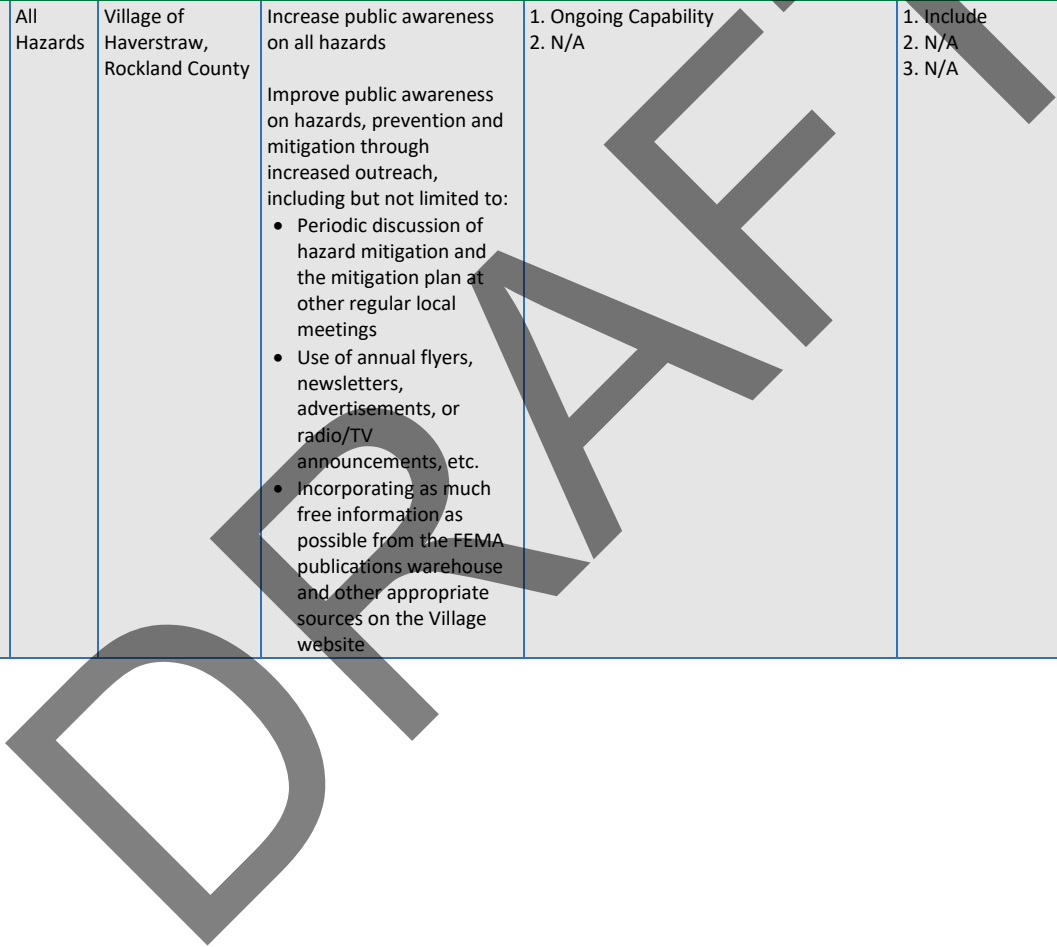 All
Hazards
Village of
Haverstraw,
Rockland County
Increase public awareness
on all hazards
Improve public awareness
on hazards, prevention and
mitigation through
increased outreach,
including but not limited to:
• Periodic discussion of
hazard mitigation and
the mitigation plan at
other regular local
meetings
• Use of annual flyers,
newsletters,
advertisements, or
radio/TV
announcements, etc.
• Incorporating as much
free information as
possible from the FEMA
publications warehouse
and other appropriate
sources on the Village
website
1. Ongoing Capability
2. N/A
1. Include
2. N/A
3. N/A
DRAFT